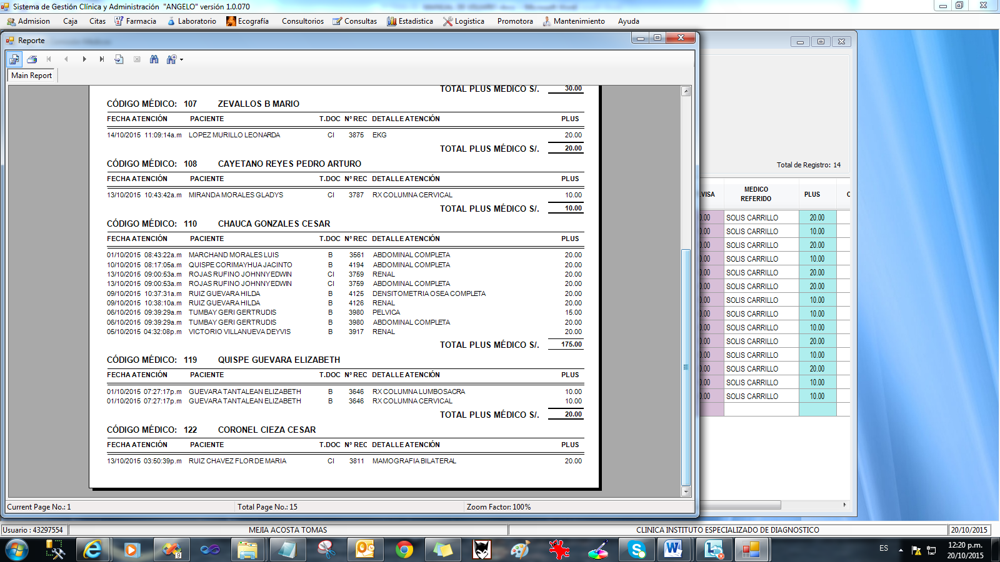 Sistema de Gestión Clínica y Administración "ANGELO" versión 1.0.070
Admision Caja Citas Farmacia Laboratorio Ecografía Consultorios Consultas Estadistica Logistica Promotora Mantenimiento Ayuda
Reporte
Main Report
TOTAL PLUS MEDICO S/. 30.00
CÓDIGO MÉDICO: 107 ZEVALLOS B MARIO
FECHA ATENCIÓN PACIENTE T.DOC Nº REC DETALLE ATENCIÓN PLUS
14/10/2015 11:09:14a.m LOPEZ MURILLO LEONARDA CI 3875 EKG 20.00
TOTAL PLUS MÉDICO S/. 20.00
CÓDIGO MÉDICO: 108 CAYETANO REYES PEDRO ARTURO
FECHA ATENCIÓN PACIENTE T.DOC Nº REC DETALLE ATENCIÓN PLUS
13/10/2015 10:43:42a.m MIRANDA MORALES GLADYS CI 3787 RX COLUMNA CERVICAL 10.00
TOTAL PLUS MÉDICO S/. 10.00
CÓDIGO MÉDICO: 110 CHAUCA GONZALES CESAR
FECHA ATENCIÓN PACIENTE T.DOC Nº REC DETALLE ATENCIÓN PLUS
01/10/2015 08:43:22a.m MARCHAND MORALES LUIS B 3561 ABDOMINAL COMPLETA 20.00
10/10/2015 08:17:05a.m QUISPE CORIMAYHUA JACINTO B 4194 ABDOMINAL COMPLETA 20.00
13/10/2015 09:00:53a.m ROJAS RUFINO JOHNNY EDWIN CI 3759 RENAL 20.00
13/10/2015 09:00:53a.m ROJAS RUFINO JOHNNY EDWIN CI 3759 ABDOMINAL COMPLETA 20.00
09/10/2015 10:37:31a.m RUIZ GUEVARA HILDA B 4125 DENSITOMETRIA OSEA COMPLETA 20.00
09/10/2015 10:38:10a.m RUIZ GUEVARA HILDA B 4126 RENAL 20.00
06/10/2015 09:39:29a.m TUMBAY GERI GERTRUDIS B 3980 PELVICA 15.00
06/10/2015 09:39:29a.m TUMBAY GERI GERTRUDIS B 3980 ABDOMINAL COMPLETA 20.00
05/10/2015 04:32:08p.m VICTORIO VILLANUEVA DEYVIS B 3917 RENAL 20.00
TOTAL PLUS MÉDICO S/. 175.00
CÓDIGO MÉDICO: 119 QUISPE GUEVARA ELIZABETH
FECHA ATENCIÓN PACIENTE T.DOC Nº REC DETALLE ATENCIÓN PLUS
01/10/2015 07:27:17p.m GUEVARA TANTALEAN ELIZABETH B 3646 RX COLUMNA LUMBOSACRA 10.00
01/10/2015 07:27:17p.m GUEVARA TANTALEAN ELIZABETH B 3646 RX COLUMNA CERVICAL 10.00
TOTAL PLUS MÉDICO S/. 20.00
CÓDIGO MÉDICO: 122 CORONEL CIEZA CESAR
FECHA ATENCIÓN PACIENTE T.DOC Nº REC DETALLE ATENCIÓN PLUS
13/10/2015 03:50:39p.m RUIZ CHAVEZ FLOR DE MARIA CI 3811 MAMOGRAFIA BILATERAL 20.00
Current Page No.: 1 Total Page No.: 15 Zoom Factor: 100%
Total de Registro: 14
VISA MEDICO REFERIDO PLUS
0.00 SOLIS CARRILLO 20.00
0.00 SOLIS CARRILLO 10.00
0.00 SOLIS CARRILLO 20.00
0.00 SOLIS CARRILLO 10.00
0.00 SOLIS CARRILLO 20.00
0.00 SOLIS CARRILLO 20.00
0.00 SOLIS CARRILLO 10.00
0.00 SOLIS CARRILLO 10.00
0.00 SOLIS CARRILLO 10.00
0.00 SOLIS CARRILLO 20.00
0.00 SOLIS CARRILLO 10.00
0.00 SOLIS CARRILLO 20.00
0.00 SOLIS CARRILLO 10.00
0.00 SOLIS CARRILLO 10.00
Usuario : 43297554 MEJIA ACOSTA TOMAS CLINICA INSTITUTO ESPECIALIZADO DE DIAGNOSTICO 20/10/2015
9
ES
12:20 p.m.
20/10/2015